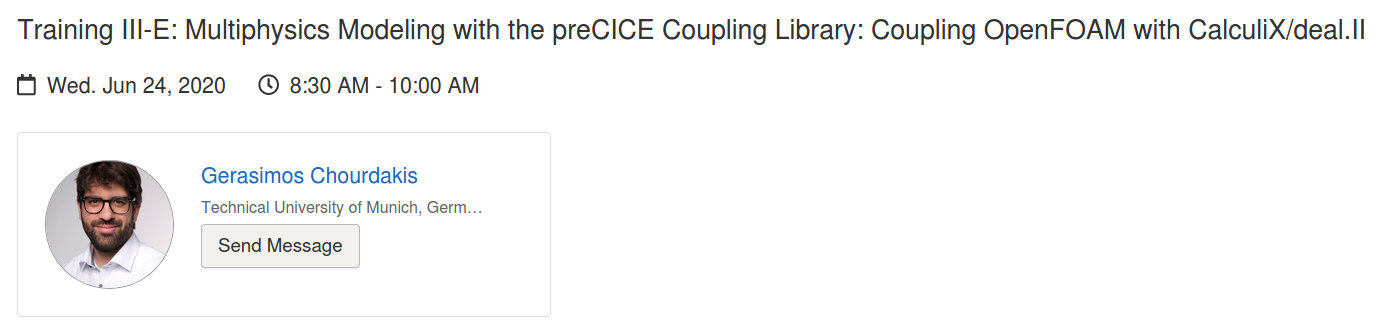 Training III-E: Multiphysics Modeling with the preCICE Coupling Library: Coupling OpenFOAM with CalculiX/deal.II
Wed. Jun 24, 2020 8:30 AM - 10:00 AM
Gerasimos Chourdakis
Technical University of Munich, Germ…
Send Message